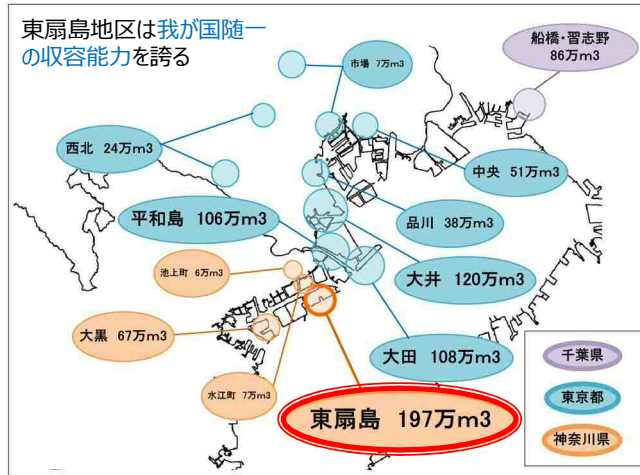 東扇島地区は我が国随一
の収容能力を誇る
市場 7万m3
船橋・習志野
86万m3
西北 24万m3
中央 51万m3
平和島 106万m3
品川 38万m3
池上町 6万m3
大井 120万m3
大黒 67万m3
大田 108万m3
水江町 7万m3
東扇島 197万m3
千葉県
東京都
神奈川県